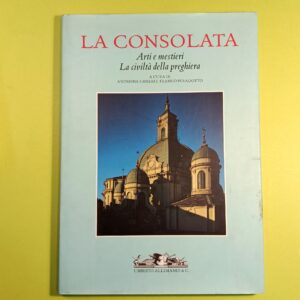 LA CONSOLATA
Arti e mestieri
La civiltà della preghiera
A CURA DI
UMBERTO ALLEMANDI & C.